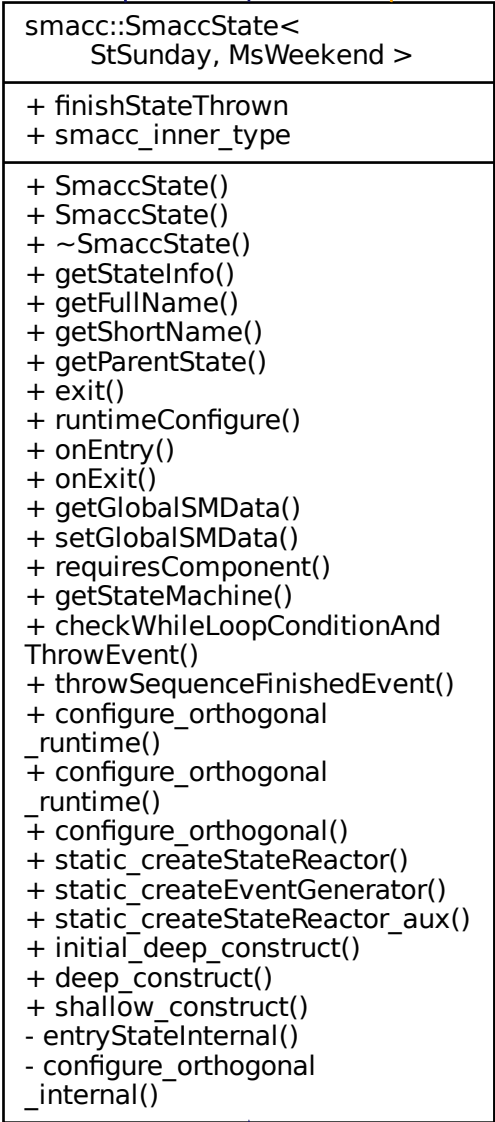 smacc::SmaccState<
StSunday, MsWeekend >
+ finishStateThrown
+ smacc_inner_type
+ SmaccState()
+ SmaccState()
+ ~SmaccState()
+ getStateInfo()
+ getFullName()
+ getShortName()
+ getParentState()
+ exit()
+ runtimeConfigure()
+ onEntry()
+ onExit()
+ getGlobalSMData()
+ setGlobalSMData()
+ requiresComponent()
+ getStateMachine()
+ checkWhileLoopConditionAnd
ThrowEvent()
+ throwSequenceFinishedEvent()
+ configure_orthogonal
_runtime()
+ configure_orthogonal
_runtime()
+ configure_orthogonal()
+ static_createStateReactor()
+ static_createEventGenerator()
+ static_createStateReactor_aux()
+ initial_deep_construct()
+ deep_construct()
+ shallow_construct()
- entryStateInternal()
- configure_orthogonal
_internal()